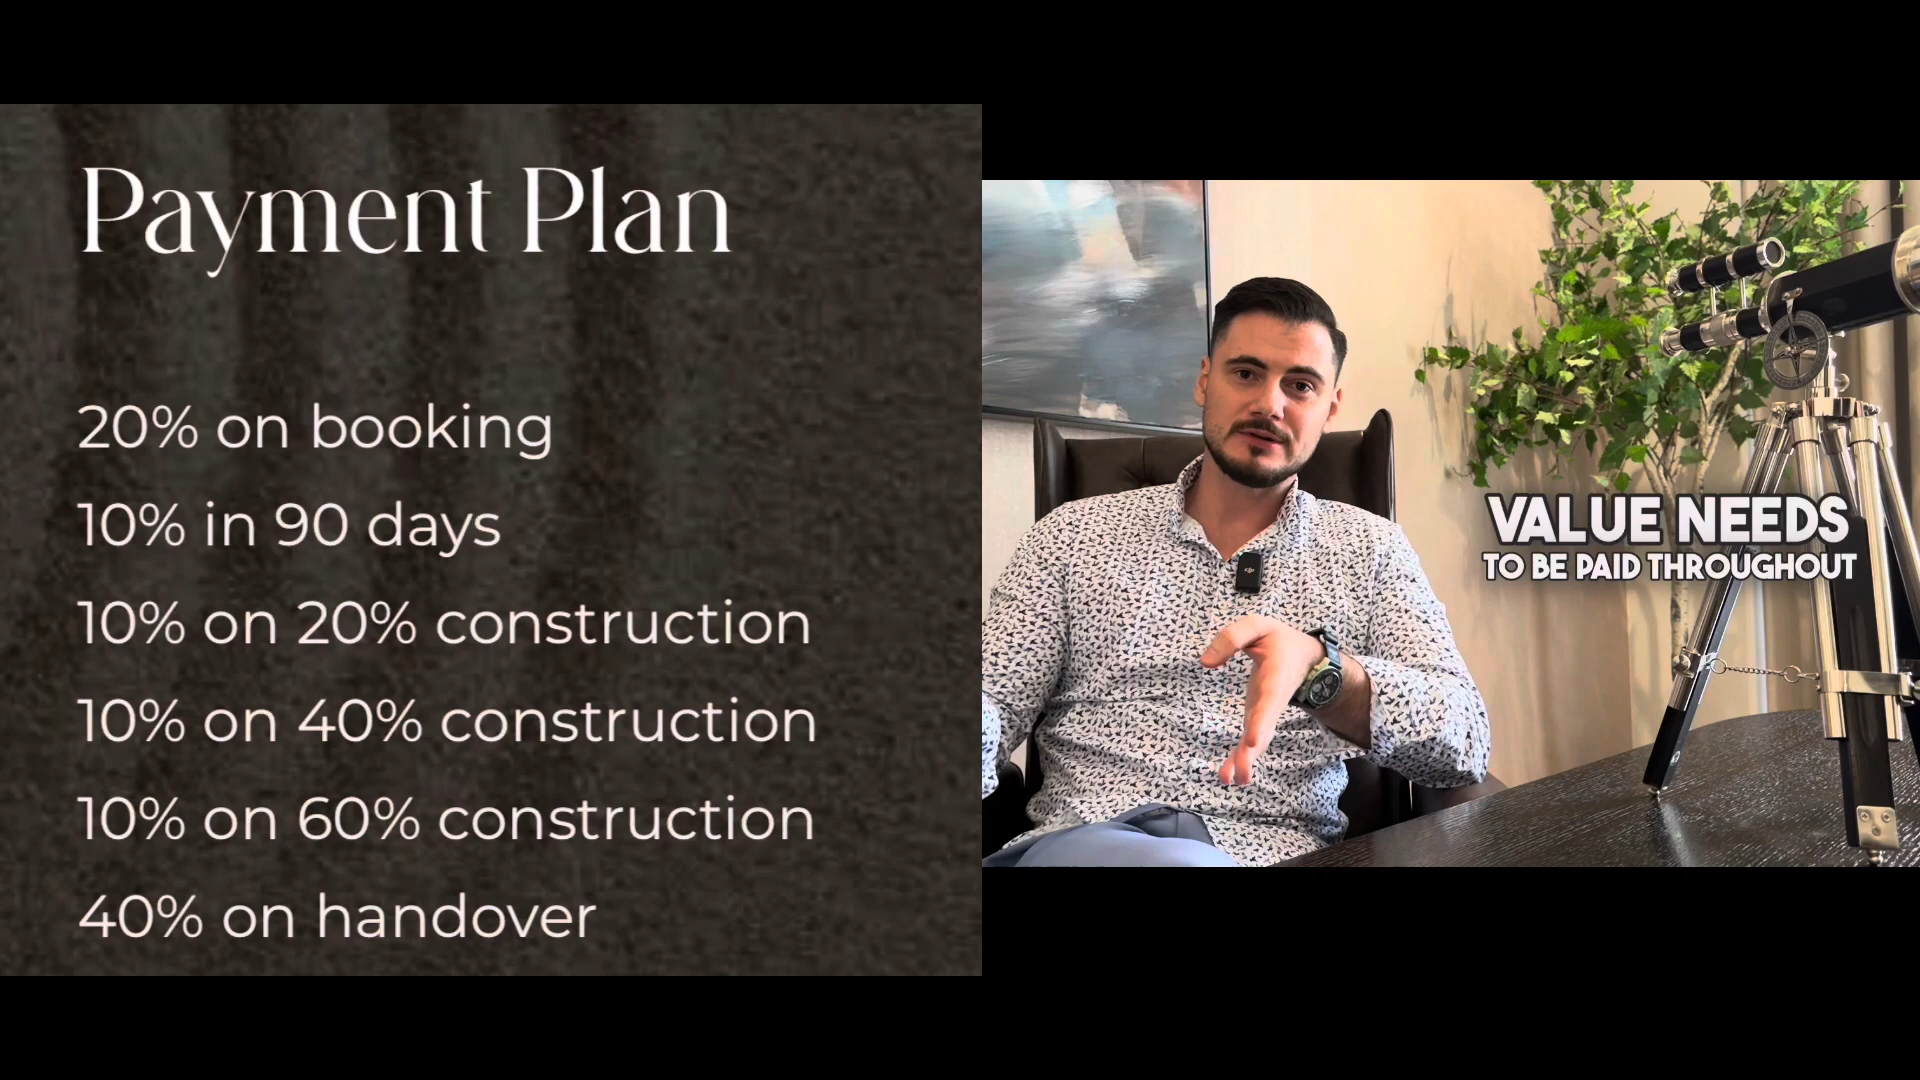 Payment Plan
20% on booking
10% in 90 days
10% on 20% construction
10% on 40% construction
10% on 60% construction
40% on handover
VALUE NEEDS
TO BE PAID THROUGHOUT